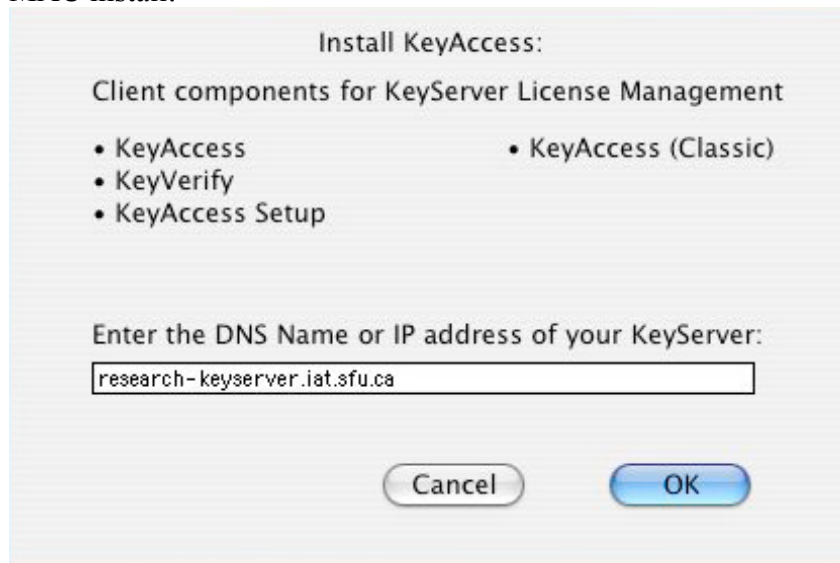 Install KeyAccess:
Client components for KeyServer License Management
• KeyAccess
• KeyAccess (Classic)
• KeyVerify
• KeyAccess Setup
Enter the DNS Name or IP address of your KeyServer:
research-keyserver.iat.sfu.ca
Cancel
OK